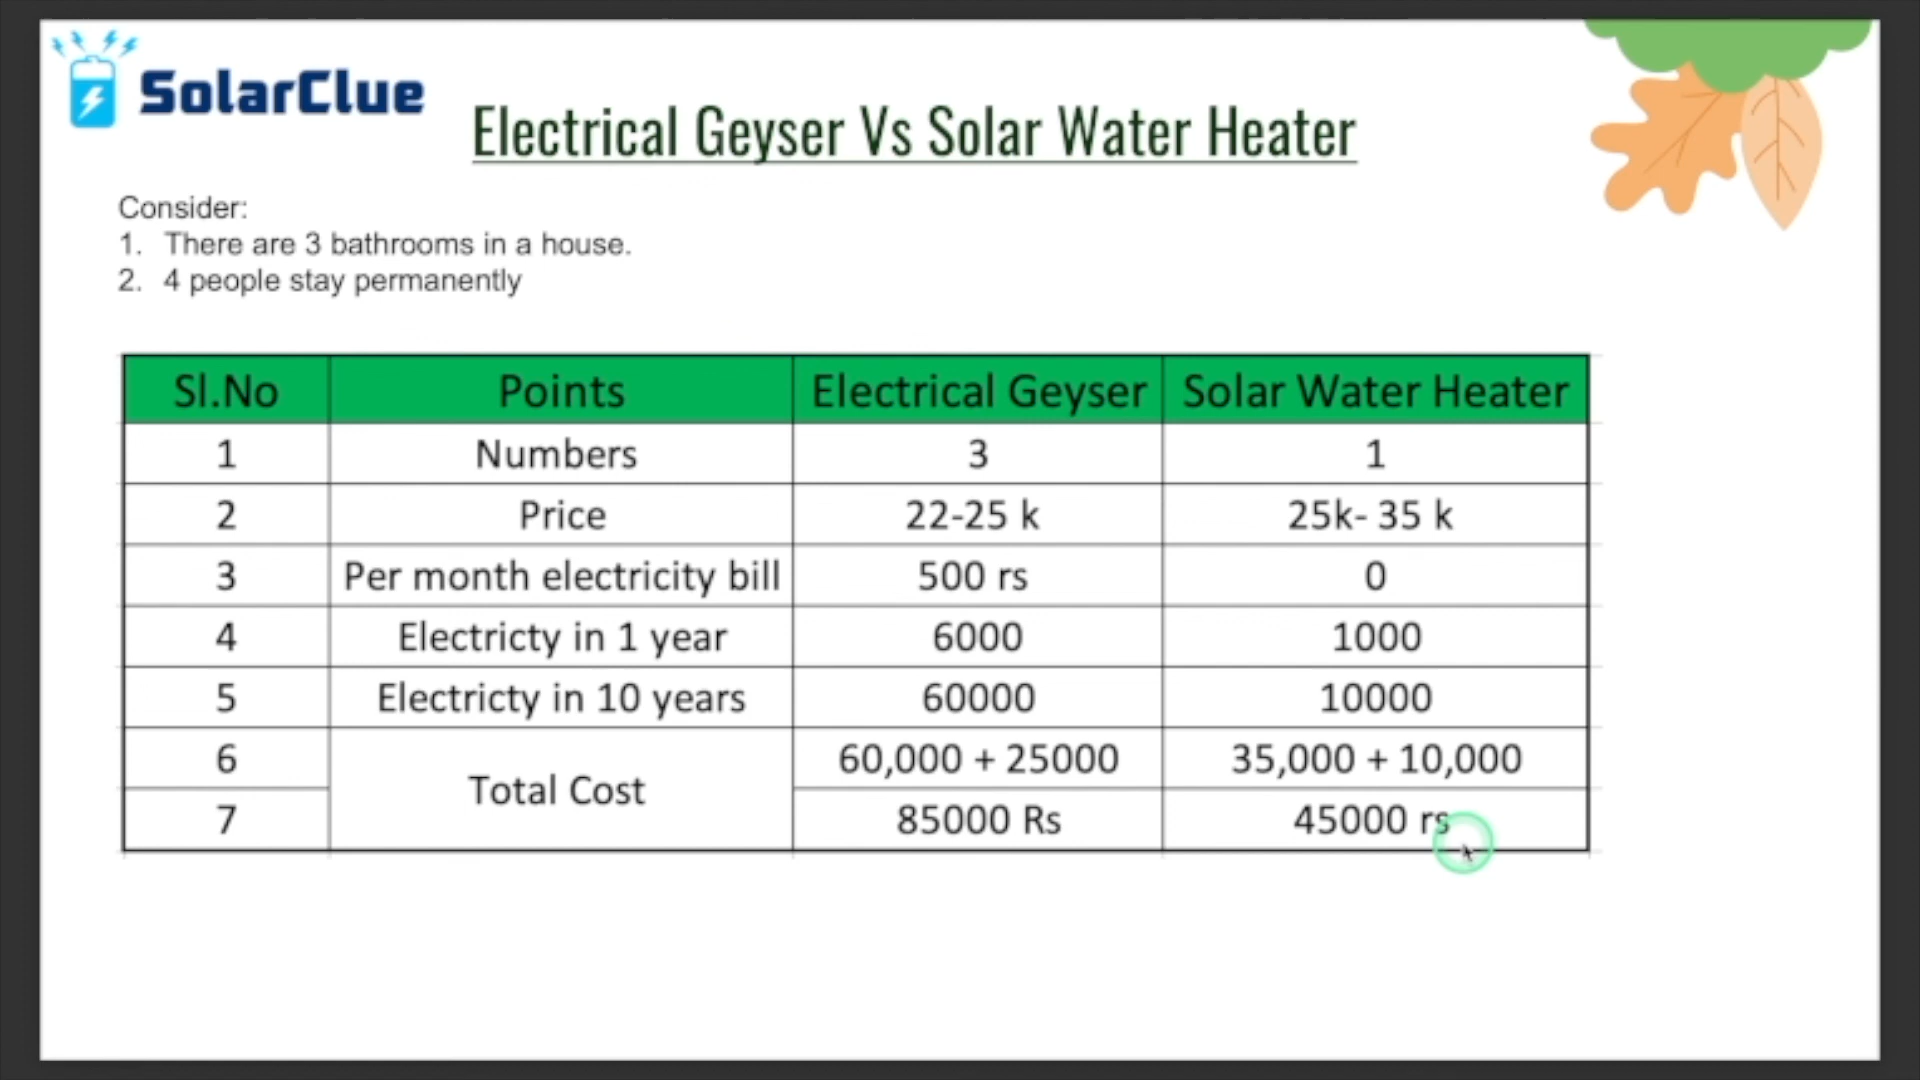 SolarClue
Electrical Geyser Vs Solar Water Heater
Consider:
1. There are 3 bathrooms in a house.
2. 4 people stay permanently
Sl.No Points Electrical Geyser Solar Water Heater
1 Numbers 3 1
2 Price 22-25 k 25k- 35 k
3 Per month electricity bill 500 rs 0
4 Electricty in 1 year 6000 1000
5 Electricty in 10 years 60000 10000
6 Total Cost 60,000 + 25000 35,000 + 10,000
7 85000 Rs 45000 rs